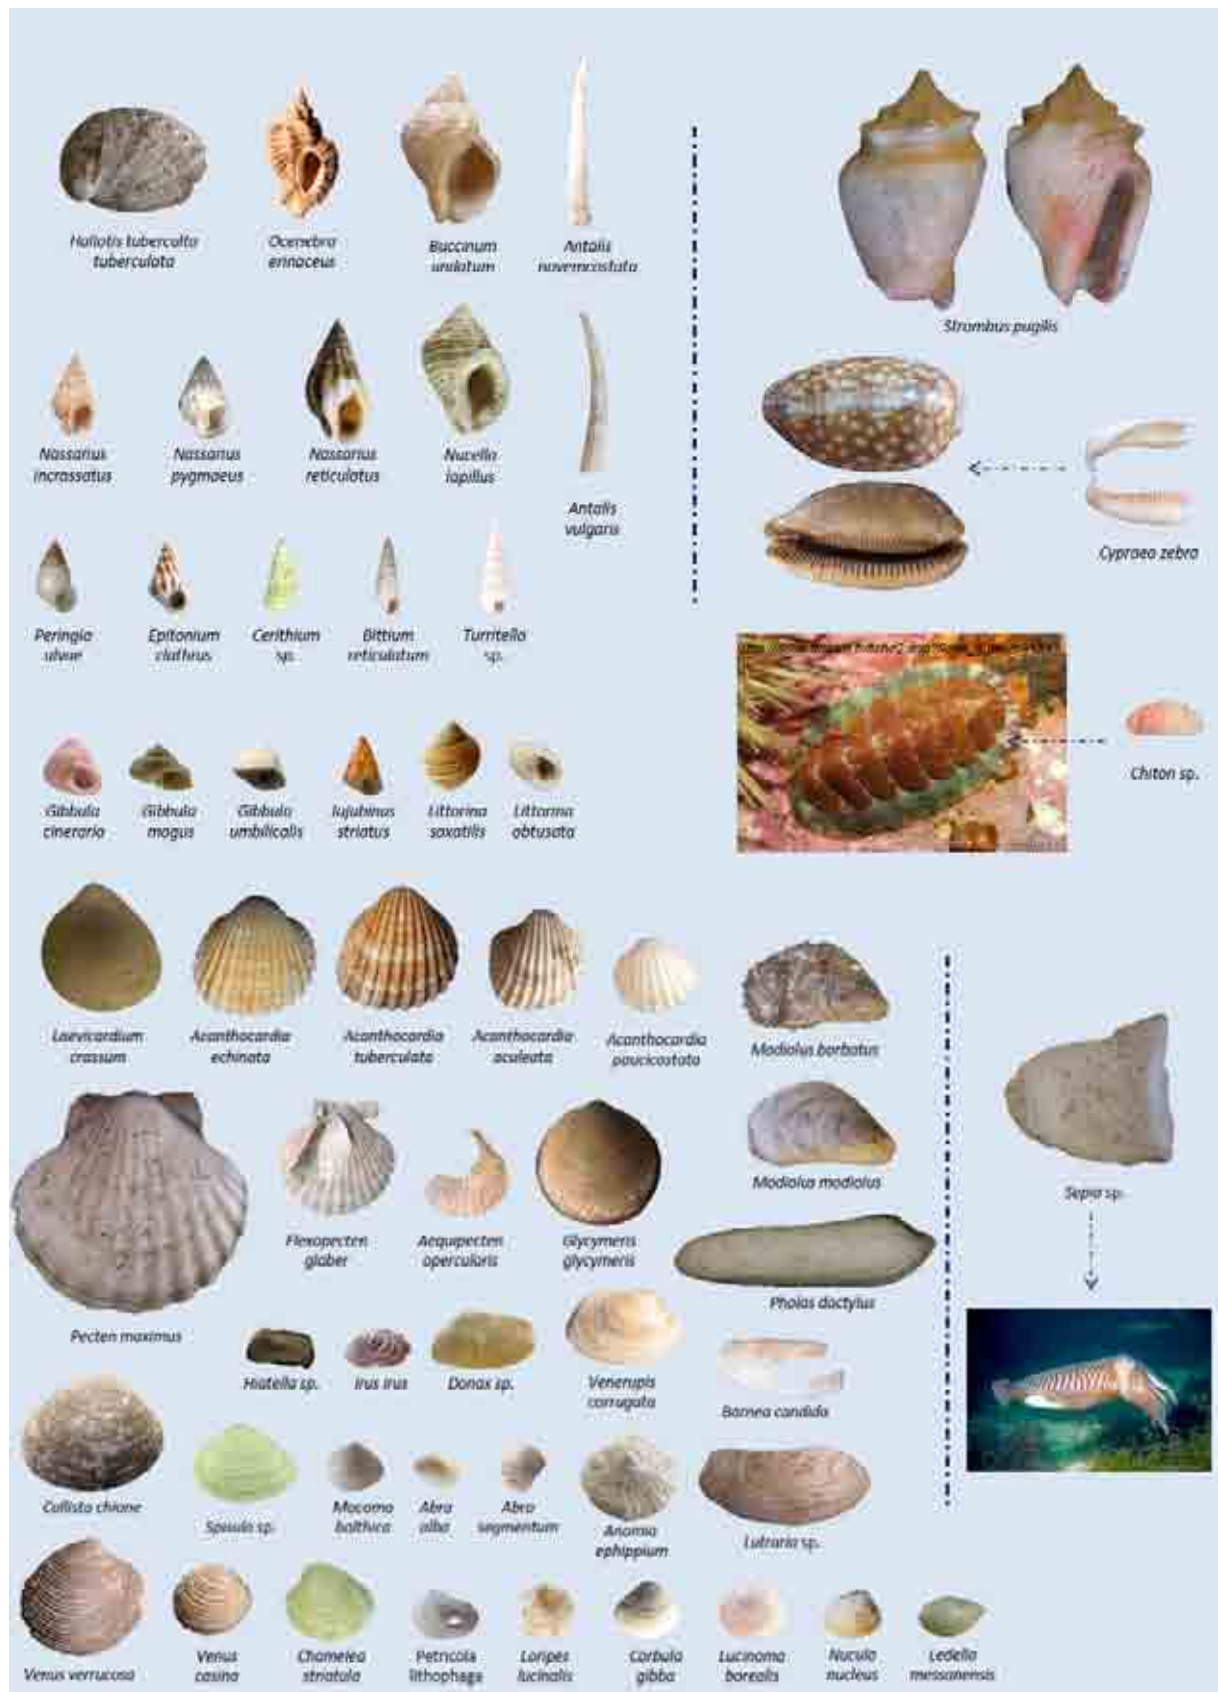 Haliotis tuberculta
tuberculata
Ocenebra
erinaceus
Buccinum
undatum
Antalis
novemcostata
Strombus pugilis
Nassarius
incrassatus
Nassarius
pygmaeus
Nassarius
reticulatus
Nucella
lapillus
Antalis
vulgaris
Cypraea zebra
Peringia
ulvae
Epitonium
clathrus
Cerithium
sp.
Bittium
reticulatum
Turritella
sp.
Chiton sp.
Gibbula
cineraria
Gibbula
magus
Gibbula
umbilicalis
Jujubinus
striatus
Littorina
saxatilis
Littorina
obtusata
Laevicardium
crassum
Acanthocardia
echinata
Acanthocardia
tuberculata
Acanthocardia
aculeata
Acanthocardia
paucicostata
Modiolus barbatus
Modiolus modiolus
Sepia sp.
Flexopecten
glaber
Aequipecten
opercularis
Glycymeris
glycymeris
Pholas dactylus
Pecten maximus
Hiatella sp.
Irus irus
Donax sp.
Venerupis
corrugata
Barnea candida
Callista chione
Spisula sp.
Macoma
balthica
Abra
alba
Abra
segmentum
Anomia
ephippium
Lutraria sp.
Venus verrucosa
Venus
casina
Chamelea
striatula
Petricola
lithophaga
Loripes
lucinalis
Corbula
gibba
Lucinoma
borealis
Nucula
nucleus
Ledella
messanensis